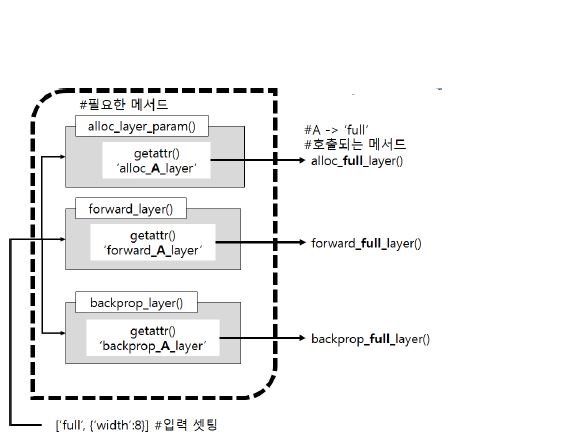 #필요한 메서드
alloc_layer_param()
getattr()
‘alloc_A_layer’
#A -> ‘full’
#호출되는 메서드
alloc_full_layer()
forward_layer()
getattr()
‘forward_A_layer’
forward_full_layer()
backprop_layer()
getattr()
‘backprop_A_layer’
backprop_full_layer()
[‘full’, {‘width’:8}] #입력 셋팅